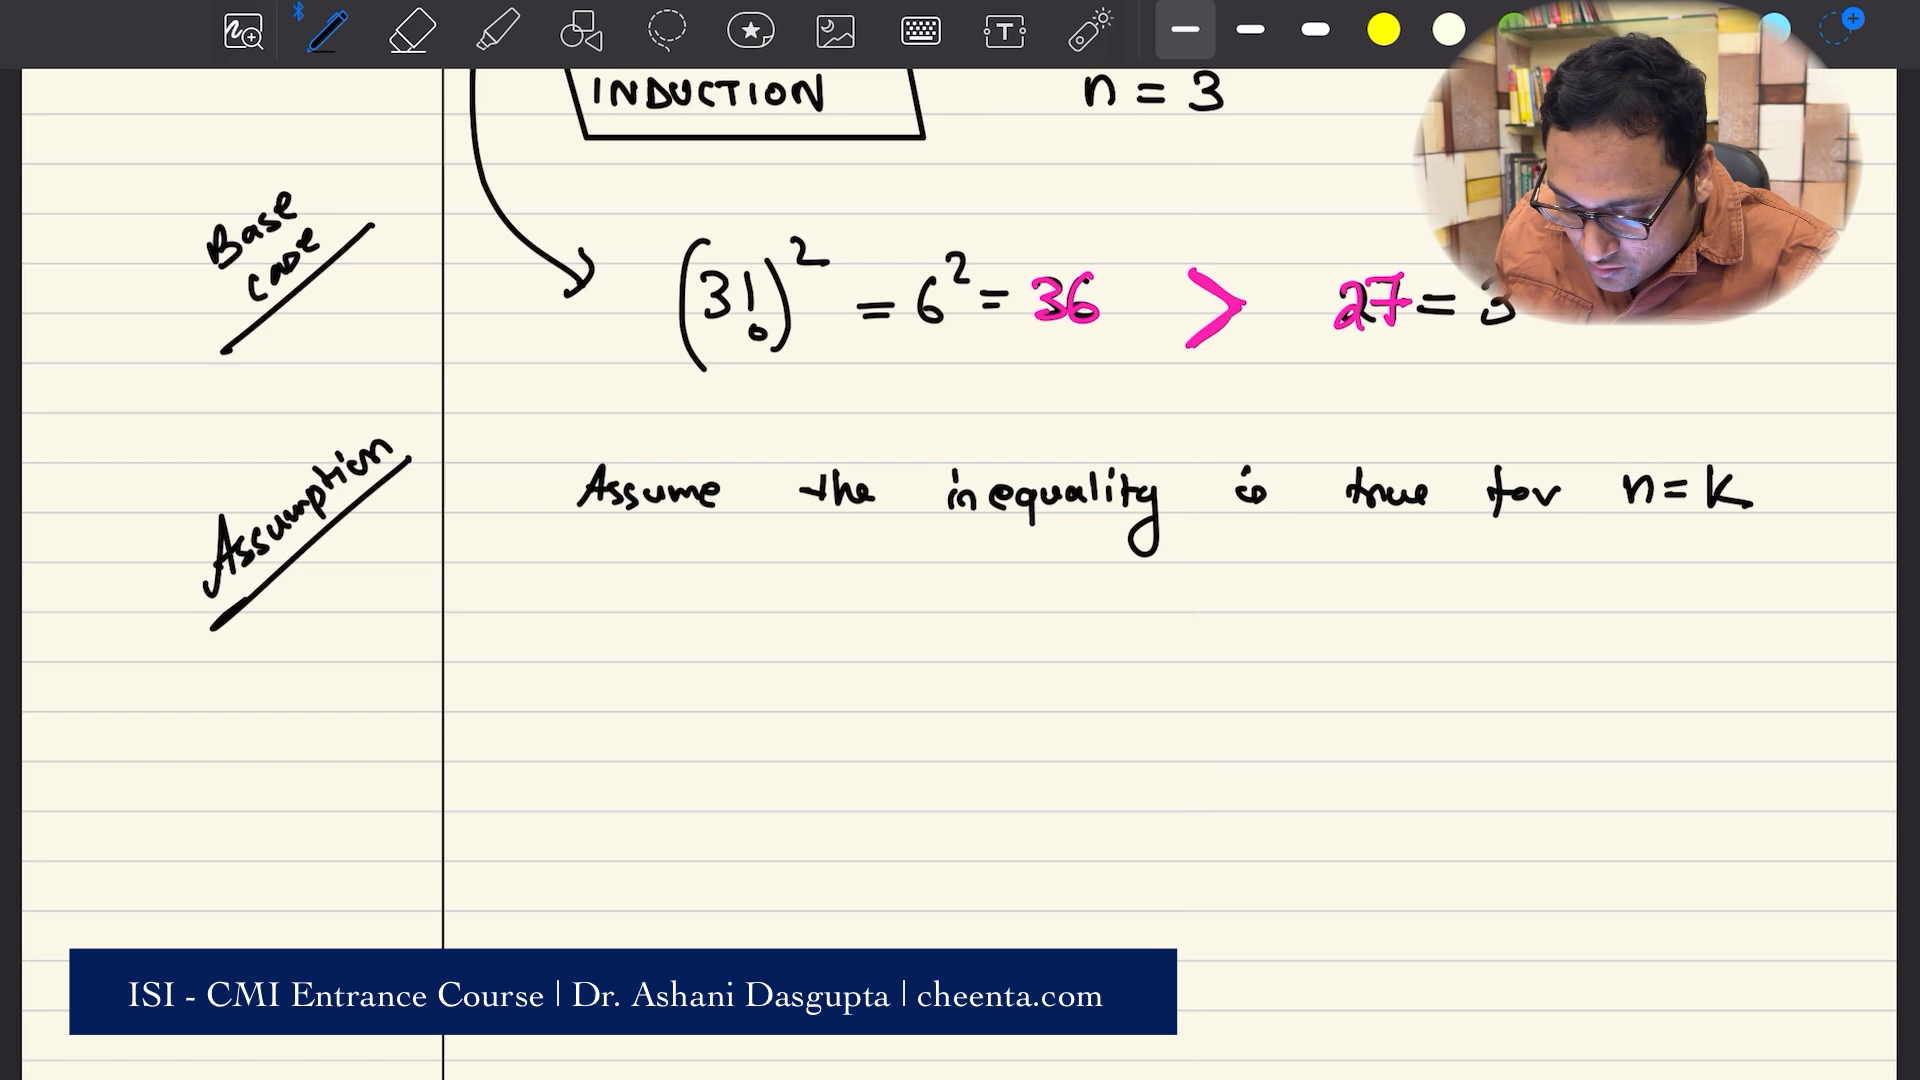 INDUCTION n = 3
Base
case
(3!)² = 6² = 36 > 27 = 3
Assumption
Assume the inequality is true for n = k
ISI - CMI Entrance Course | Dr. Ashani Dasgupta | cheenta.com